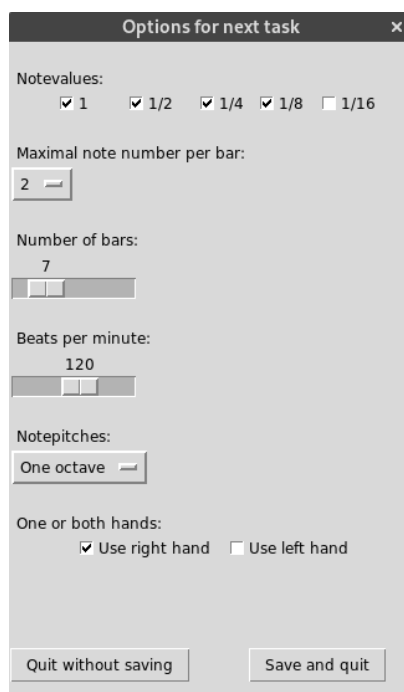 Options for next task ×
Notevalues:
1 1/2 1/4 1/8 1/16
Maximal note number per bar:
2
Number of bars:
7
Beats per minute:
120
Notepitches:
One octave
One or both hands:
Use right hand Use left hand
Quit without saving Save and quit